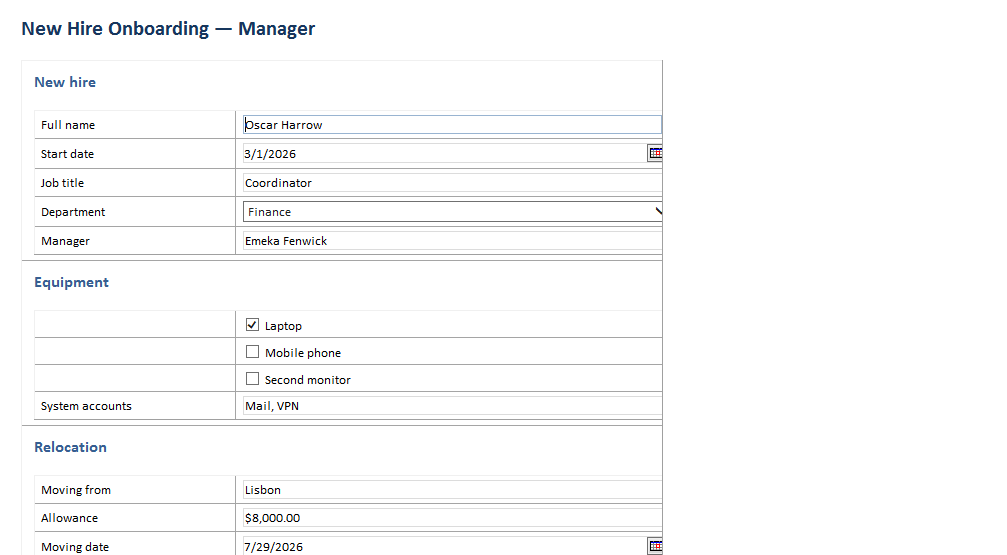 New Hire Onboarding — Manager
New hire
Full name Oscar Harrow
Start date 3/1/2026
Job title Coordinator
Department Finance
Manager Emeka Fenwick
Equipment
Laptop
Mobile phone
Second monitor
System accounts Mail, VPN
Relocation
Moving from Lisbon
Allowance $8,000.00
Moving date 7/29/2026